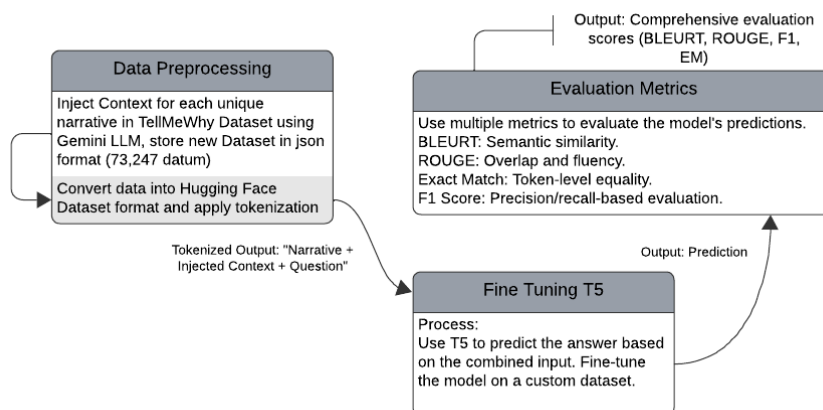 Data Preprocessing
Inject Context for each unique
narrative in TellMeWhy Dataset using
Gemini LLM, store new Dataset in json
format (73,247 datum)
Convert data into Hugging Face
Dataset format and apply tokenization
Tokenized Output: "Narrative +
Injected Context + Question"
Fine Tuning T5
Process:
Use T5 to predict the answer based
on the combined input. Fine-tune
the model on a custom dataset.
Output: Prediction
Evaluation Metrics
Use multiple metrics to evaluate the model's predictions.
BLEURT: Semantic similarity.
ROUGE: Overlap and fluency.
Exact Match: Token-level equality.
F1 Score: Precision/recall-based evaluation.
Output: Comprehensive evaluation
scores (BLEURT, ROUGE, F1,
EM)